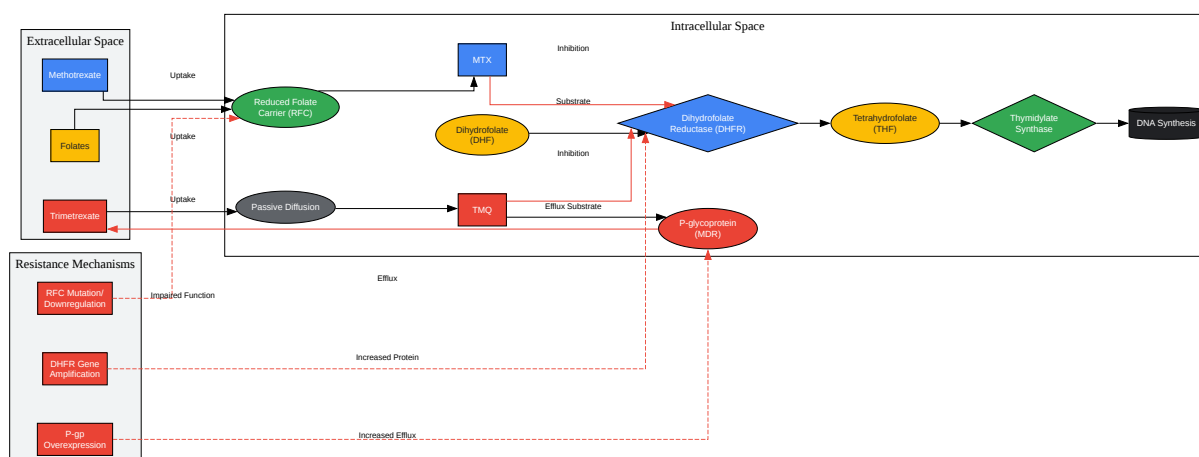 Intracellular Space
Extracellular Space
Methotrexate
Folates
Trimetrexate
Uptake
Uptake
Uptake
Reduced Folate
Carrier (RFC)
Passive Diffusion
MTX
Dihydrofolate
(DHF)
TMQ
Inhibition
Substrate
Inhibition
Efflux Substrate
Dihydrofolate
Reductase (DHFR)
P-glycoprotein
(MDR)
Tetrahydrofolate
(THF)
Thymidylate
Synthase
DNA Synthesis
Efflux
Resistance Mechanisms
RFC Mutation/
Downregulation
Impaired Function
DHFR Gene
Amplification
Increased Protein
P-gp
Overexpression
Increased Efflux